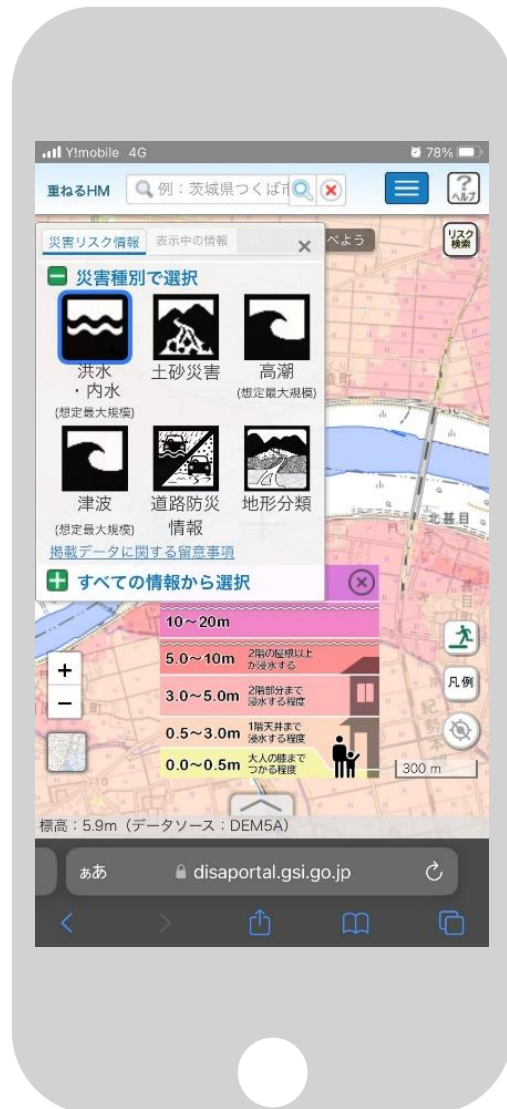 Y!mobile 4G
78%
重ねるHM
例：茨城県つくば市
ヘルプ
災害リスク情報
表示中の情報
×
べよう
リスク
検索
災害種別で選択
洪水
・内水
(想定最大規模)
土砂災害
高潮
(想定最大規模)
津波
(想定最大規模)
道路防災
情報
地形分類
掲載データに関する留意事項
すべての情報から選択
北甚目
10～20m
5.0～10m 2階の屋根以上
が浸水する
3.0～5.0m 2階部分まで
浸水する程度
0.5～3.0m 1階天井まで
浸水する程度
0.0～0.5m 大人の膝まで
つかる程度
+
−
凡例
300 m
標高：5.9m（データソース：DEM5A）
ぁあ
disaportal.gsi.go.jp